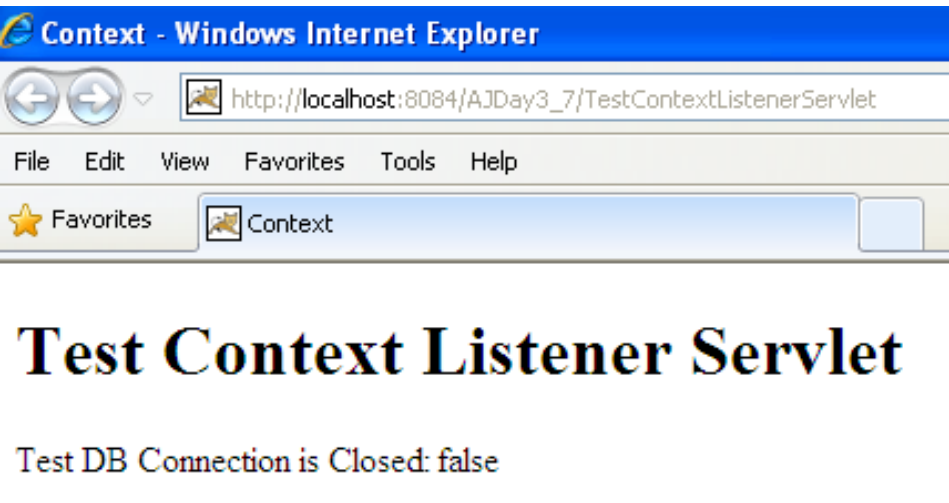 Context - Windows Internet Explorer
http://localhost:8084/AJDay3_7/TestContextListenerServlet
File Edit View Favorites Tools Help
Favorites Context
Test Context Listener Servlet
Test DB Connection is Closed: false